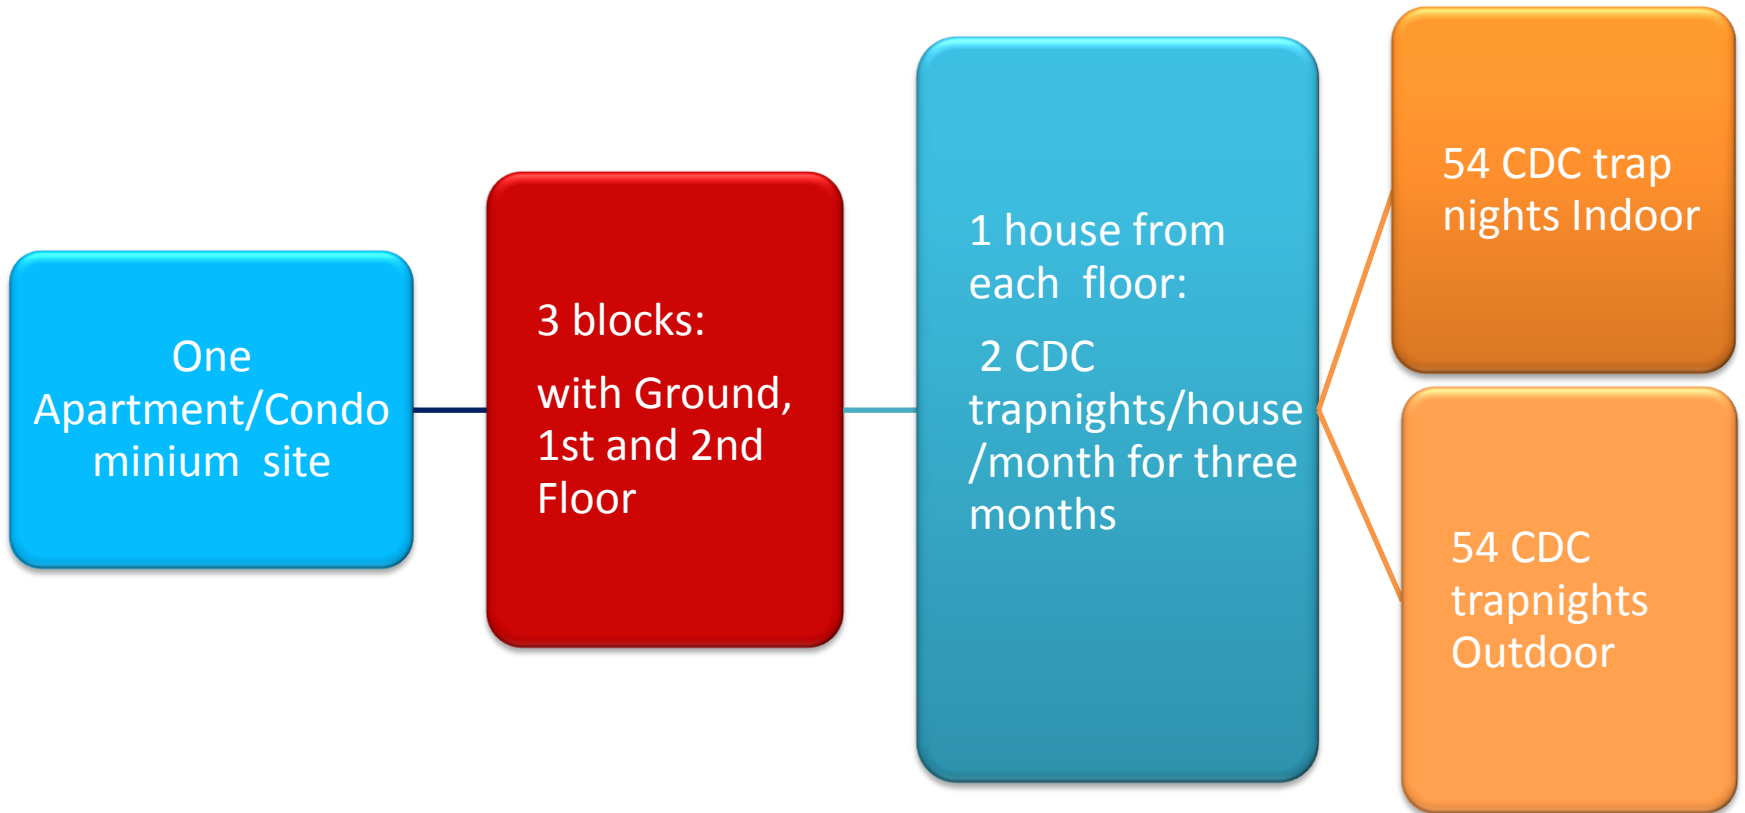 One
Apartment/Condo
minium site
3 blocks:
with Ground,
1st and 2nd
Floor
1 house from
each floor:
2 CDC
trapnights/house
/month for three
months
54 CDC trap
nights Indoor
54 CDC
trapnights
Outdoor